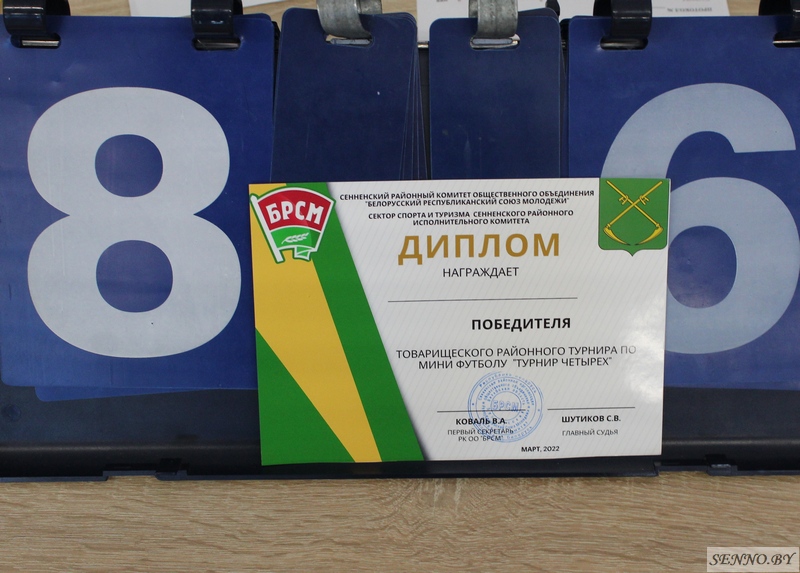 8
6
СЕННЕНСКИЙ РАЙОННЫЙ КОМИТЕТ ОБЩЕСТВЕННОГО ОБЪЕДИНЕНИЯ
"БЕЛОРУССКИЙ РЕСПУБЛИКАНСКИЙ СОЮЗ МОЛОДЕЖИ"
СЕКТОР СПОРТА И ТУРИЗМА СЕННЕНСКОГО РАЙОННОГО
ИСПОЛНИТЕЛЬНОГО КОМИТЕТА
БРСМ
ДИПЛОМ
НАГРАЖДАЕТ
ПОБЕДИТЕЛЯ
ТОВАРИЩЕСКОГО РАЙОННОГО ТУРНИРА ПО
МИНИ ФУТБОЛУ "ТУРНИР ЧЕТЫРЕХ"
БРСМ
КОВАЛЬ В.А.
ПЕРВЫЙ СЕКРЕТАРЬ
РК ОО "БРСМ"
ШУТИКОВ С.В.
ГЛАВНЫЙ СУДЬЯ
МАРТ, 2022
SENNO.BY